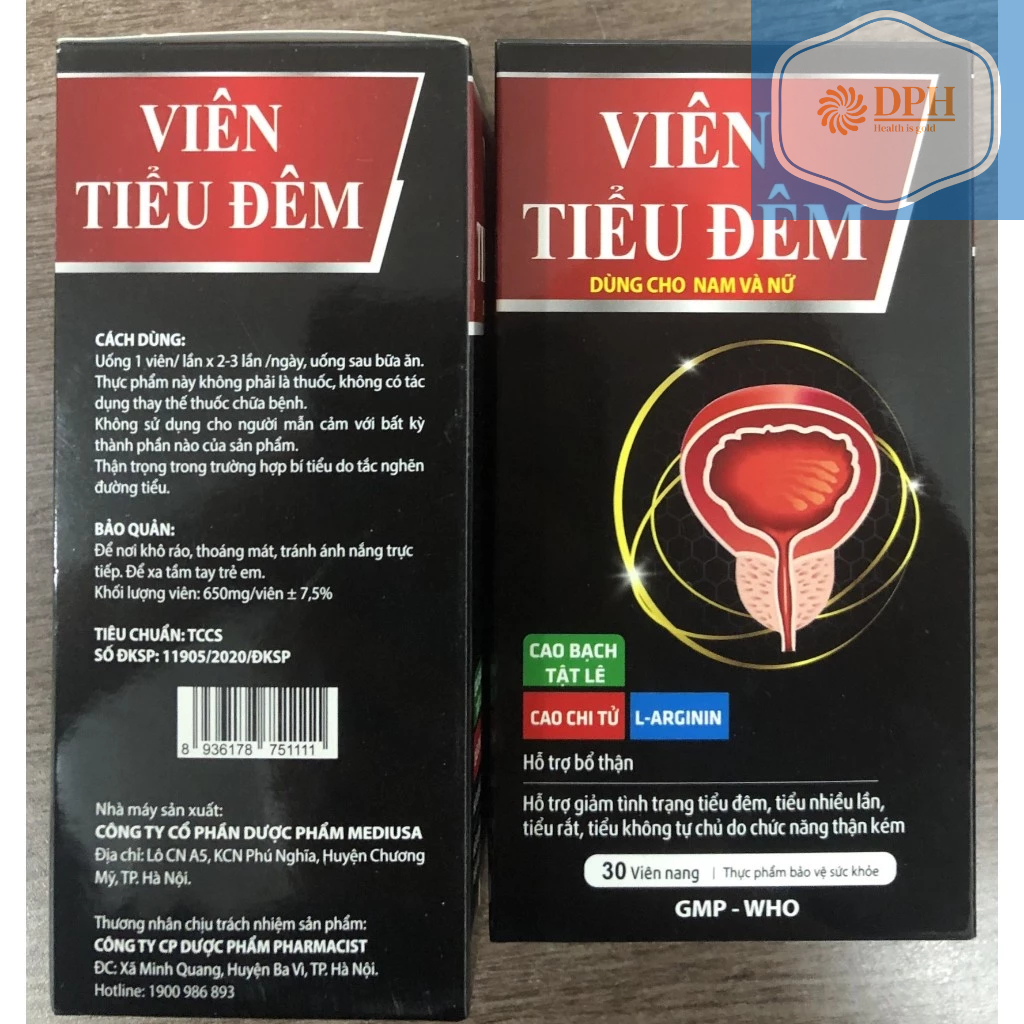 VIÊN
TIỂU ĐÊM
CÁCH DÙNG:
Uống 1 viên/ lần x 2-3 lần /ngày, uống sau bữa ăn.
Thực phẩm này không phải là thuốc, không có tác
dụng thay thế thuốc chữa bệnh.
Không sử dụng cho người mẫn cảm với bất kỳ
thành phần nào của sản phẩm.
Thận trọng trong trường hợp bí tiểu do tắc nghẽn
đường tiểu.
BẢO QUẢN:
Để nơi khô ráo, thoáng mát, tránh ánh nắng trực
tiếp. Để xa tầm tay trẻ em.
Khối lượng viên: 650mg/viên ± 7,5%
TIÊU CHUẨN: TCCS
SỐ ĐKSP: 11905/2020/ĐKSP
8 936178 751111
Nhà máy sản xuất:
CÔNG TY CỔ PHẦN DƯỢC PHẨM MEDIUSA
Địa chỉ: Lô CN A5, KCN Phú Nghĩa, Huyện Chương
Mỹ, TP. Hà Nội.
Thương nhân chịu trách nhiệm sản phẩm:
CÔNG TY CP DƯỢC PHẨM PHARMACIST
ĐC: Xã Minh Quang, Huyện Ba Vì, TP. Hà Nội.
Hotline: 1900 986 893
DPH
Health is gold
VIÊN
TIỂU ĐÊM
DÙNG CHO NAM VÀ NỮ
CAO BẠCH
TẬT LÊ
CAO CHI TỬ
L-ARGININ
Hỗ trợ bổ thận
Hỗ trợ giảm tình trạng tiểu đêm, tiểu nhiều lần,
tiểu rắt, tiểu không tự chủ do chức năng thận kém
30 Viên nang | Thực phẩm bảo vệ sức khỏe
GMP - WHO